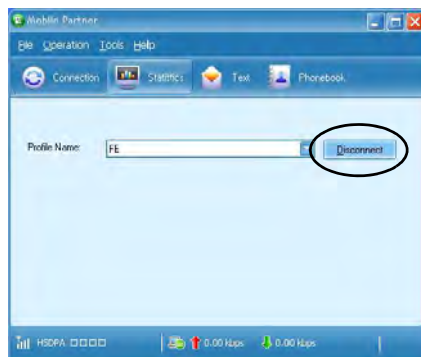 Mobile Partner
File Operation Tools Help
Connection Statistics Text Phonebook
Profile Name: FE Disconnect
HSDPA □□□□ 0.00 kbps 0.00 kbps